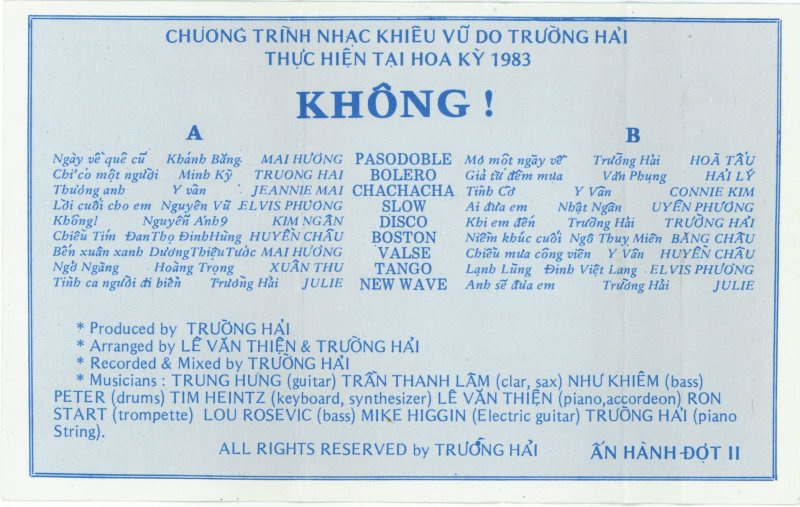 CHƯƠNG TRÌNH NHẠC KHIÊU VŨ DO TRƯỜNG HẢI
THỰC HIỆN TẠI HOA KỲ 1983
KHÔNG !
A B
Ngày về quê cũ Khánh Băng. MAI HƯƠNG PASODOBLE Mơ một ngày về Trường Hải HOÀ TẤU
Chỉ có một người Minh Kỳ TRUONG HAI BOLERO Giả từ đêm mưa Văn Phụng HẢI LÝ
Thương anh Y vân JEANNIE MAI CHACHACHA Tình Cờ Y Vân CONNIE KIM
Lời cuối cho em Nguyên Vũ ELVIS PHƯƠNG SLOW Ai đưa em Nhật Ngân UYÊN PHƯƠNG
Không! Nguyễn Ánh9 KIM NGÂN DISCO Khi em đến Trường Hải TRƯỜNG HẢI
Chiều Tím ĐanThọ ĐinhHùng HUYỀN CHÂU BOSTON Niềm khúc cuối Ngô Thuy Miên BĂNG CHÂU
Bến xuân xanh DươngThiệuTước MAI HƯƠNG VALSE Chiều mưa công viên Y Vân HUYỀN CHÂU
Ngỡ Ngàng Hoàng Trọng XUÂN THU TANGO Lạnh Lùng Đinh Việt Lang ELVIS PHƯƠNG
Tình ca người đi biển Trường Hải JULIE NEW WAVE Anh sẽ đưa em Trường Hải JULIE
* Produced by TRƯỜNG HẢI
* Arranged by LÊ VĂN THIỆN & TRƯỜNG HẢI
* Recorded & Mixed by TRƯỜNG HẢI
* Musicians : TRUNG HƯNG (guitar) TRẤN THANH LÂM (clar, sax) NHƯ KHIÊM (bass)
PETER (drums) TIM HEINTZ (keyboard, synthesizer) LÊ VĂN THIỆN (piano,accordeon) RON
START (trompette) LOU ROSEVIC (bass) MIKE HIGGIN (Electric guitar) TRƯỜNG HẢI (piano
String).
ALL RIGHTS RESERVED by TRƯỜNG HẢI ẤN HÀNH ĐỢT II